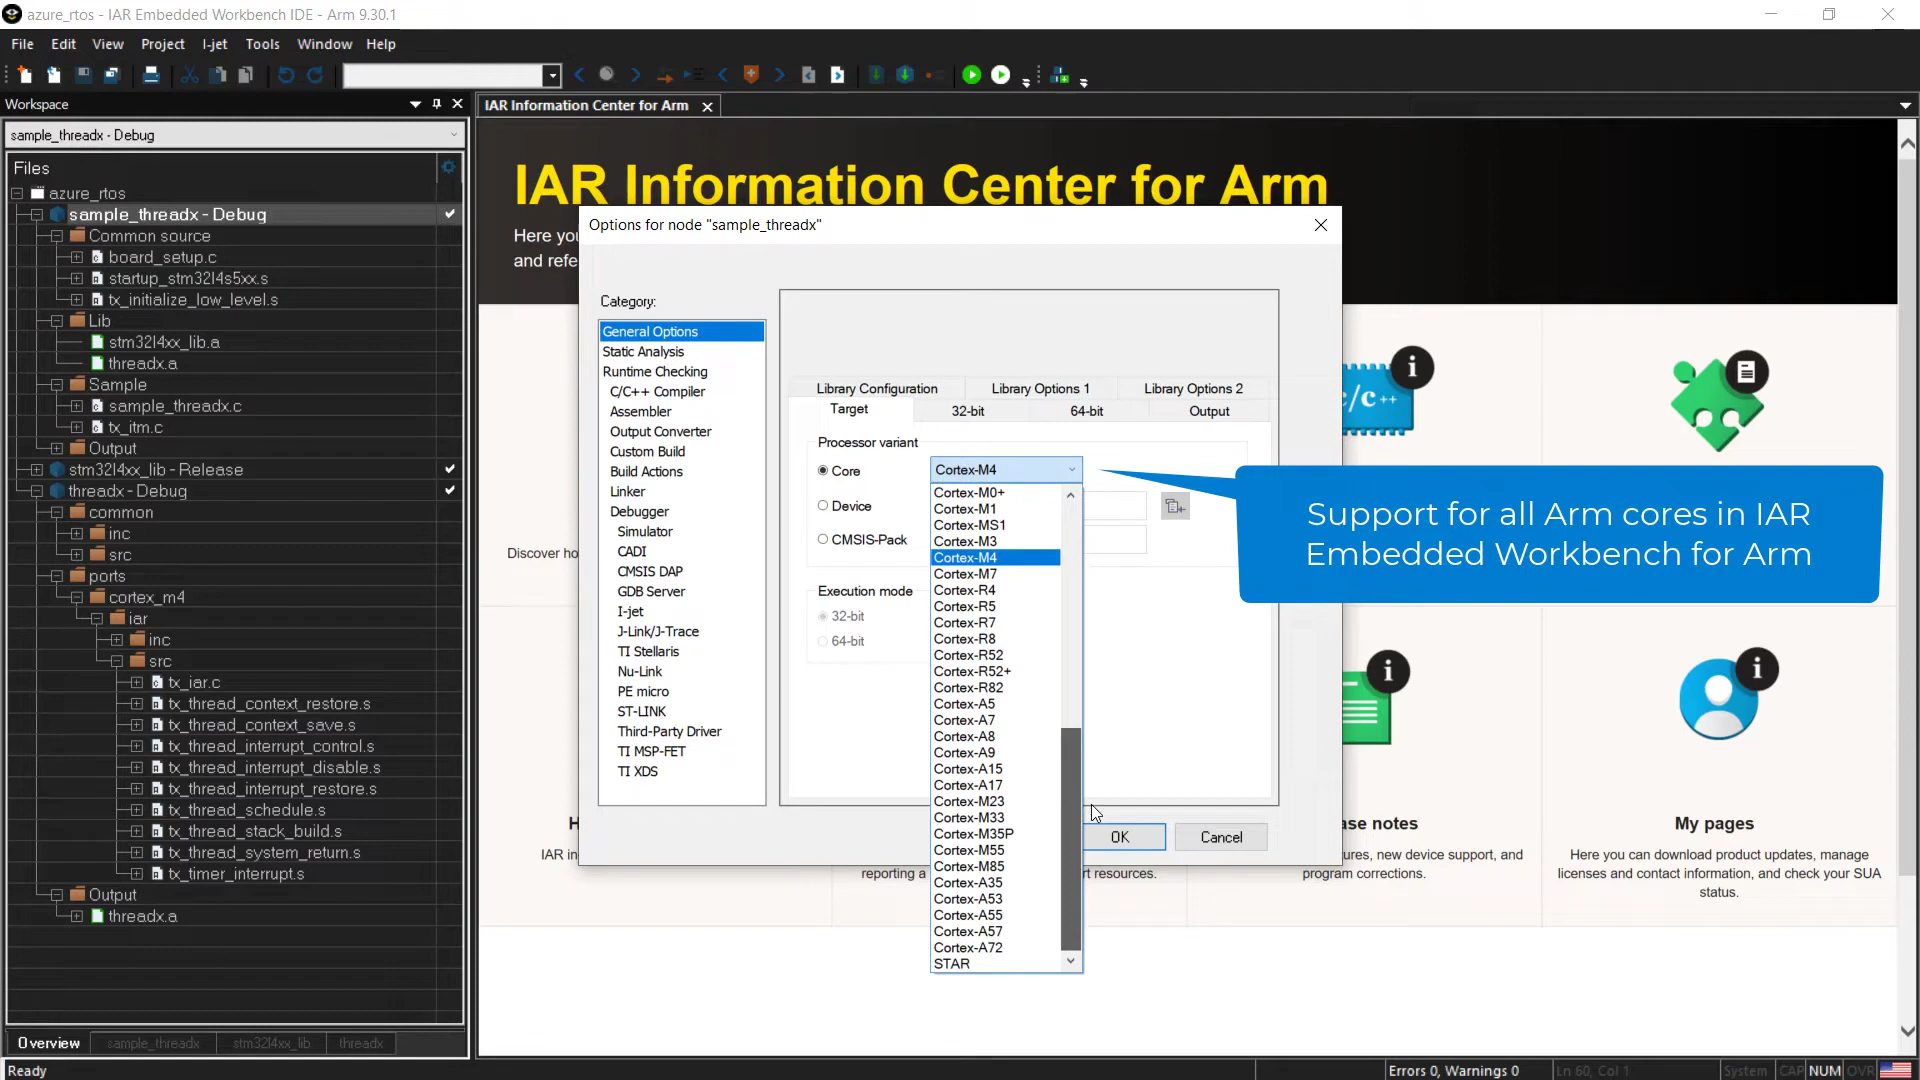 azure_rtos - IAR Embedded Workbench IDE - Arm 9.30.1
File Edit View Project I-jet Tools Window Help
Workspace
IAR Information Center for Arm
sample_threadx - Debug
Files
azure_rtos
sample_threadx - Debug
Common source
board_setup.c
startup_stm32l4s5xx.s
tx_initialize_low_level.s
Lib
stm32l4xx_lib.a
threadx.a
Sample
sample_threadx.c
tx_itm.c
Output
stm32l4xx_lib - Release
threadx - Debug
common
inc
src
ports
cortex_m4
iar
inc
src
tx_iar.c
tx_thread_context_restore.s
tx_thread_context_save.s
tx_thread_interrupt_control.s
tx_thread_interrupt_disable.s
tx_thread_interrupt_restore.s
tx_thread_schedule.s
tx_thread_stack_build.s
tx_thread_system_return.s
tx_timer_interrupt.s
Output
threadx.a
Overview sample_threadx stm32l4xx_lib threadx
IAR Information Center for Arm
Here you
and refe
Options for node "sample_threadx"
Category:
General Options
Static Analysis
Runtime Checking
C/C++ Compiler
Assembler
Output Converter
Custom Build
Build Actions
Linker
Debugger
Simulator
CADI
CMSIS DAP
GDB Server
I-jet
J-Link/J-Trace
TI Stellaris
Nu-Link
PE micro
ST-LINK
Third-Party Driver
TI MSP-FET
TI XDS
Library Configuration Library Options 1 Library Options 2
Target 32-bit 64-bit Output
Processor variant
Core Cortex-M4
Device
CMSIS-Pack
Execution mode
32-bit
64-bit
Cortex-M0+
Cortex-M1
Cortex-MS1
Cortex-M3
Cortex-M4
Cortex-M7
Cortex-R4
Cortex-R5
Cortex-R7
Cortex-R8
Cortex-R52
Cortex-R52+
Cortex-R82
Cortex-A5
Cortex-A7
Cortex-A8
Cortex-A9
Cortex-A15
Cortex-A17
Cortex-M23
Cortex-M33
Cortex-M35P
Cortex-M55
Cortex-M85
Cortex-A35
Cortex-A53
Cortex-A55
Cortex-A57
Cortex-A72
STAR
OK Cancel
Support for all Arm cores in IAR
Embedded Workbench for Arm
/c++
Discover ho
H
IAR in
reporting a
rt resources.
ase notes
ures, new device support, and
program corrections.
My pages
Here you can download product updates, manage
licenses and contact information, and check your SUA
status.
Ready
Errors 0, Warnings 0
Ln 60, Col 1
System CAP NUM OVR